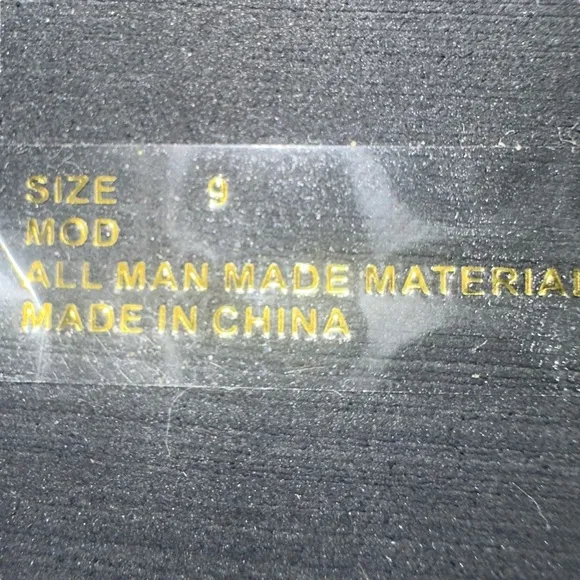 SIZE 9
MOD
ALL MAN MADE MATERIAL
MADE IN CHINA